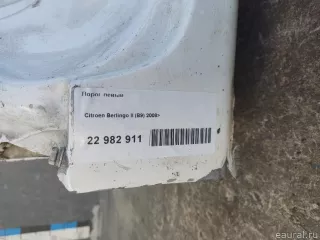 Порог левый
Citroen Berlingo II (B9) 2008>
22 982 911
eaural.ru